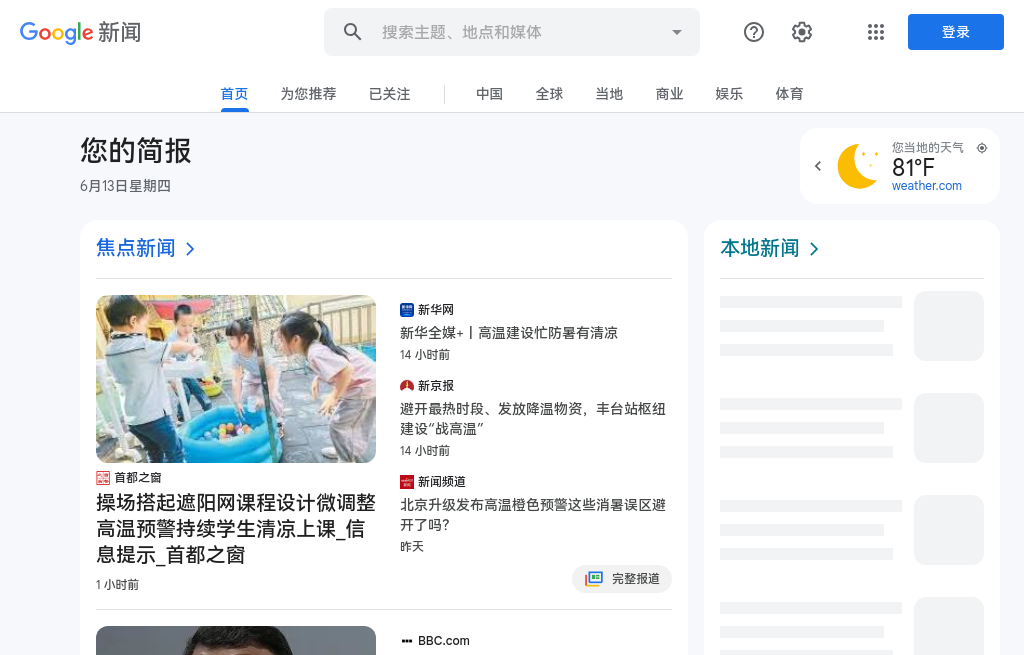 Google 新闻
搜索主题、地点和媒体
登录
首页
为您推荐
已关注
中国
全球
当地
商业
娱乐
体育
您的简报
6月13日星期四
您当地的天气
81°F
weather.com
焦点新闻
首都之窗
操场搭起遮阳网课程设计微调整
高温预警持续学生清凉上课_信
息提示_首都之窗
1 小时前
新华网
新华全媒+丨高温建设忙防暑有清凉
14 小时前
新京报
避开最热时段、发放降温物资，丰台站枢纽
建设“战高温”
14 小时前
新闻频道
北京升级发布高温橙色预警这些消暑误区避
开了吗?
昨天
完整报道
BBC.com
本地新闻